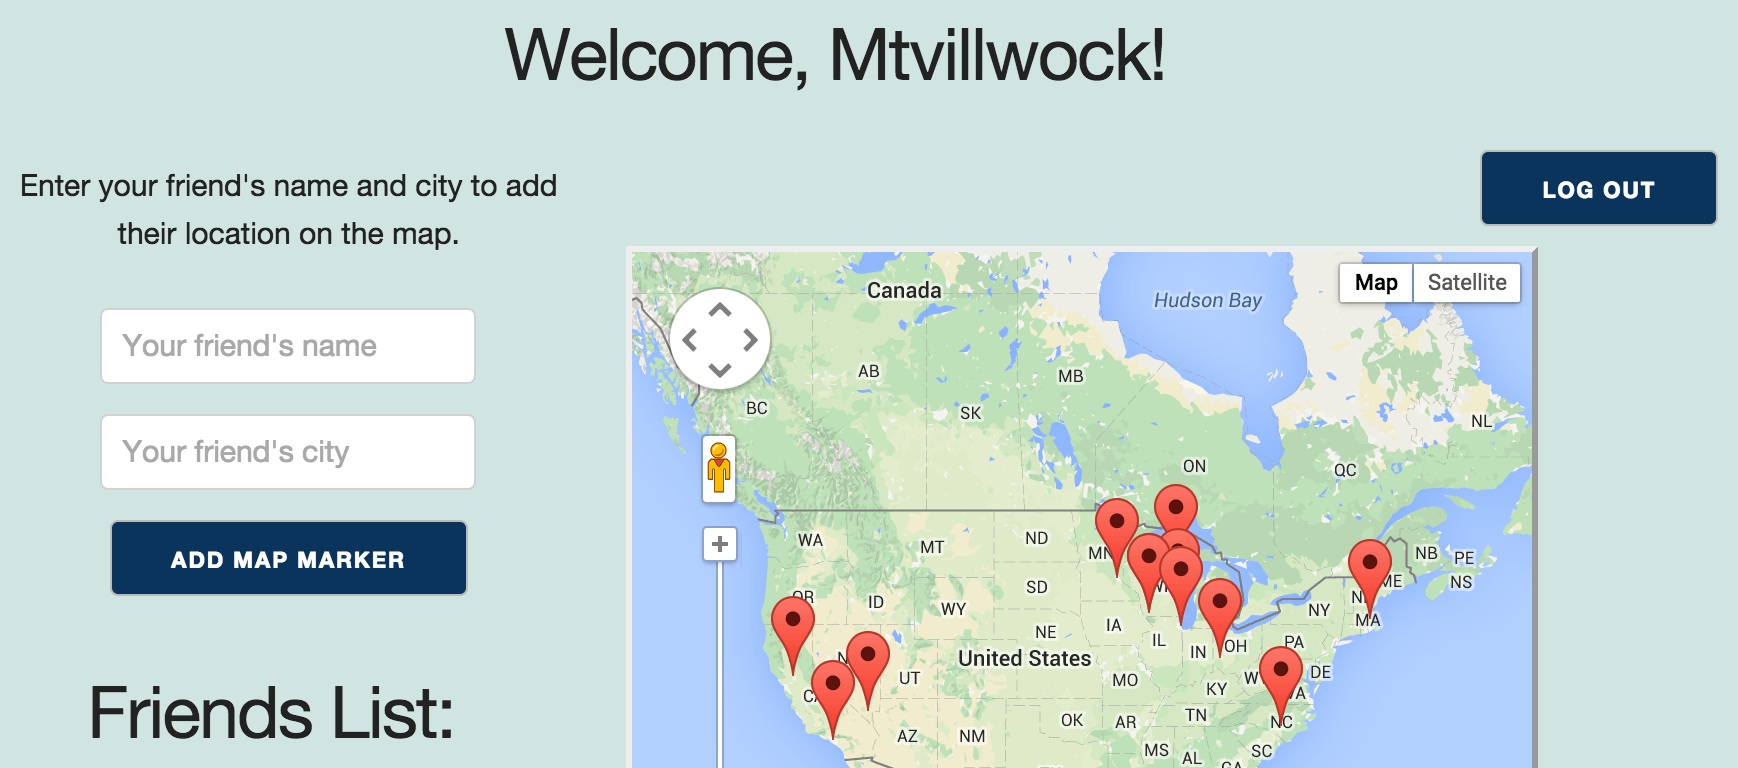 Welcome, Mtvillwock!
Enter your friend's name and city to add
their location on the map.
LOG OUT
Your friend's name
Your friend's city
ADD MAP MARKER
Friends List:
Map
Satellite
Canada
Hudson Bay
AB
MB
BC
SK
NL
ON
QC
WA
MT
ND
MN
NB
PE
ME
NS
OR
ID
WY
SD
NY
MA
NE
IA
IL
IN
OH
PA
United States
UT
MO
KY
DE
CA
OK
AR
TN
NC
AZ
NM
MS
AL
SC
GA